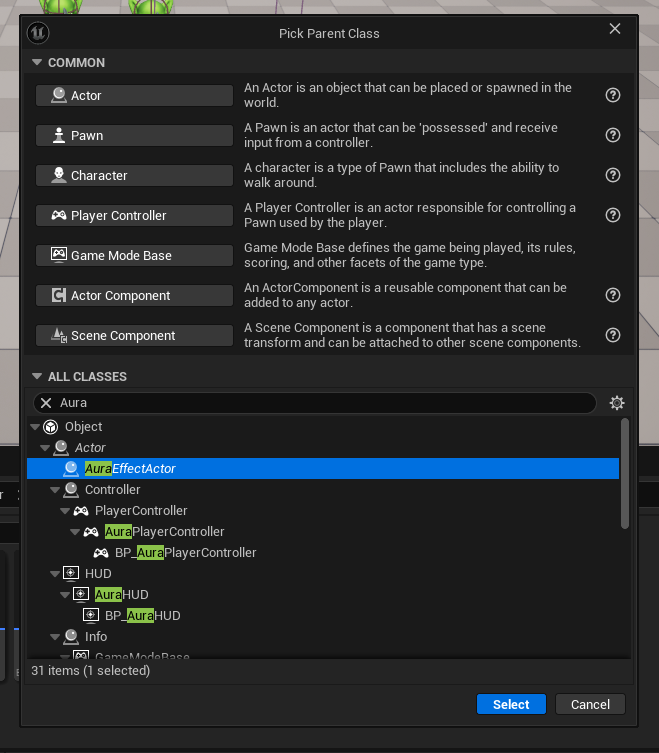 Pick Parent Class
COMMON
Actor
An Actor is an object that can be placed or spawned in the
world.
Pawn
A Pawn is an actor that can be 'possessed' and receive
input from a controller.
Character
A character is a type of Pawn that includes the ability to
walk around.
Player Controller
A Player Controller is an actor responsible for controlling a
Pawn used by the player.
Game Mode Base
Game Mode Base defines the game being played, its rules,
scoring, and other facets of the game type.
Actor Component
An ActorComponent is a reusable component that can be
added to any actor.
Scene Component
A Scene Component is a component that has a scene
transform and can be attached to other scene components.
ALL CLASSES
Aura
Object
Actor
AuraEffectActor
Controller
PlayerController
AuraPlayerController
BP_AuraPlayerController
HUD
AuraHUD
BP_AuraHUD
Info
GameModeBase
31 items (1 selected)
Select
Cancel